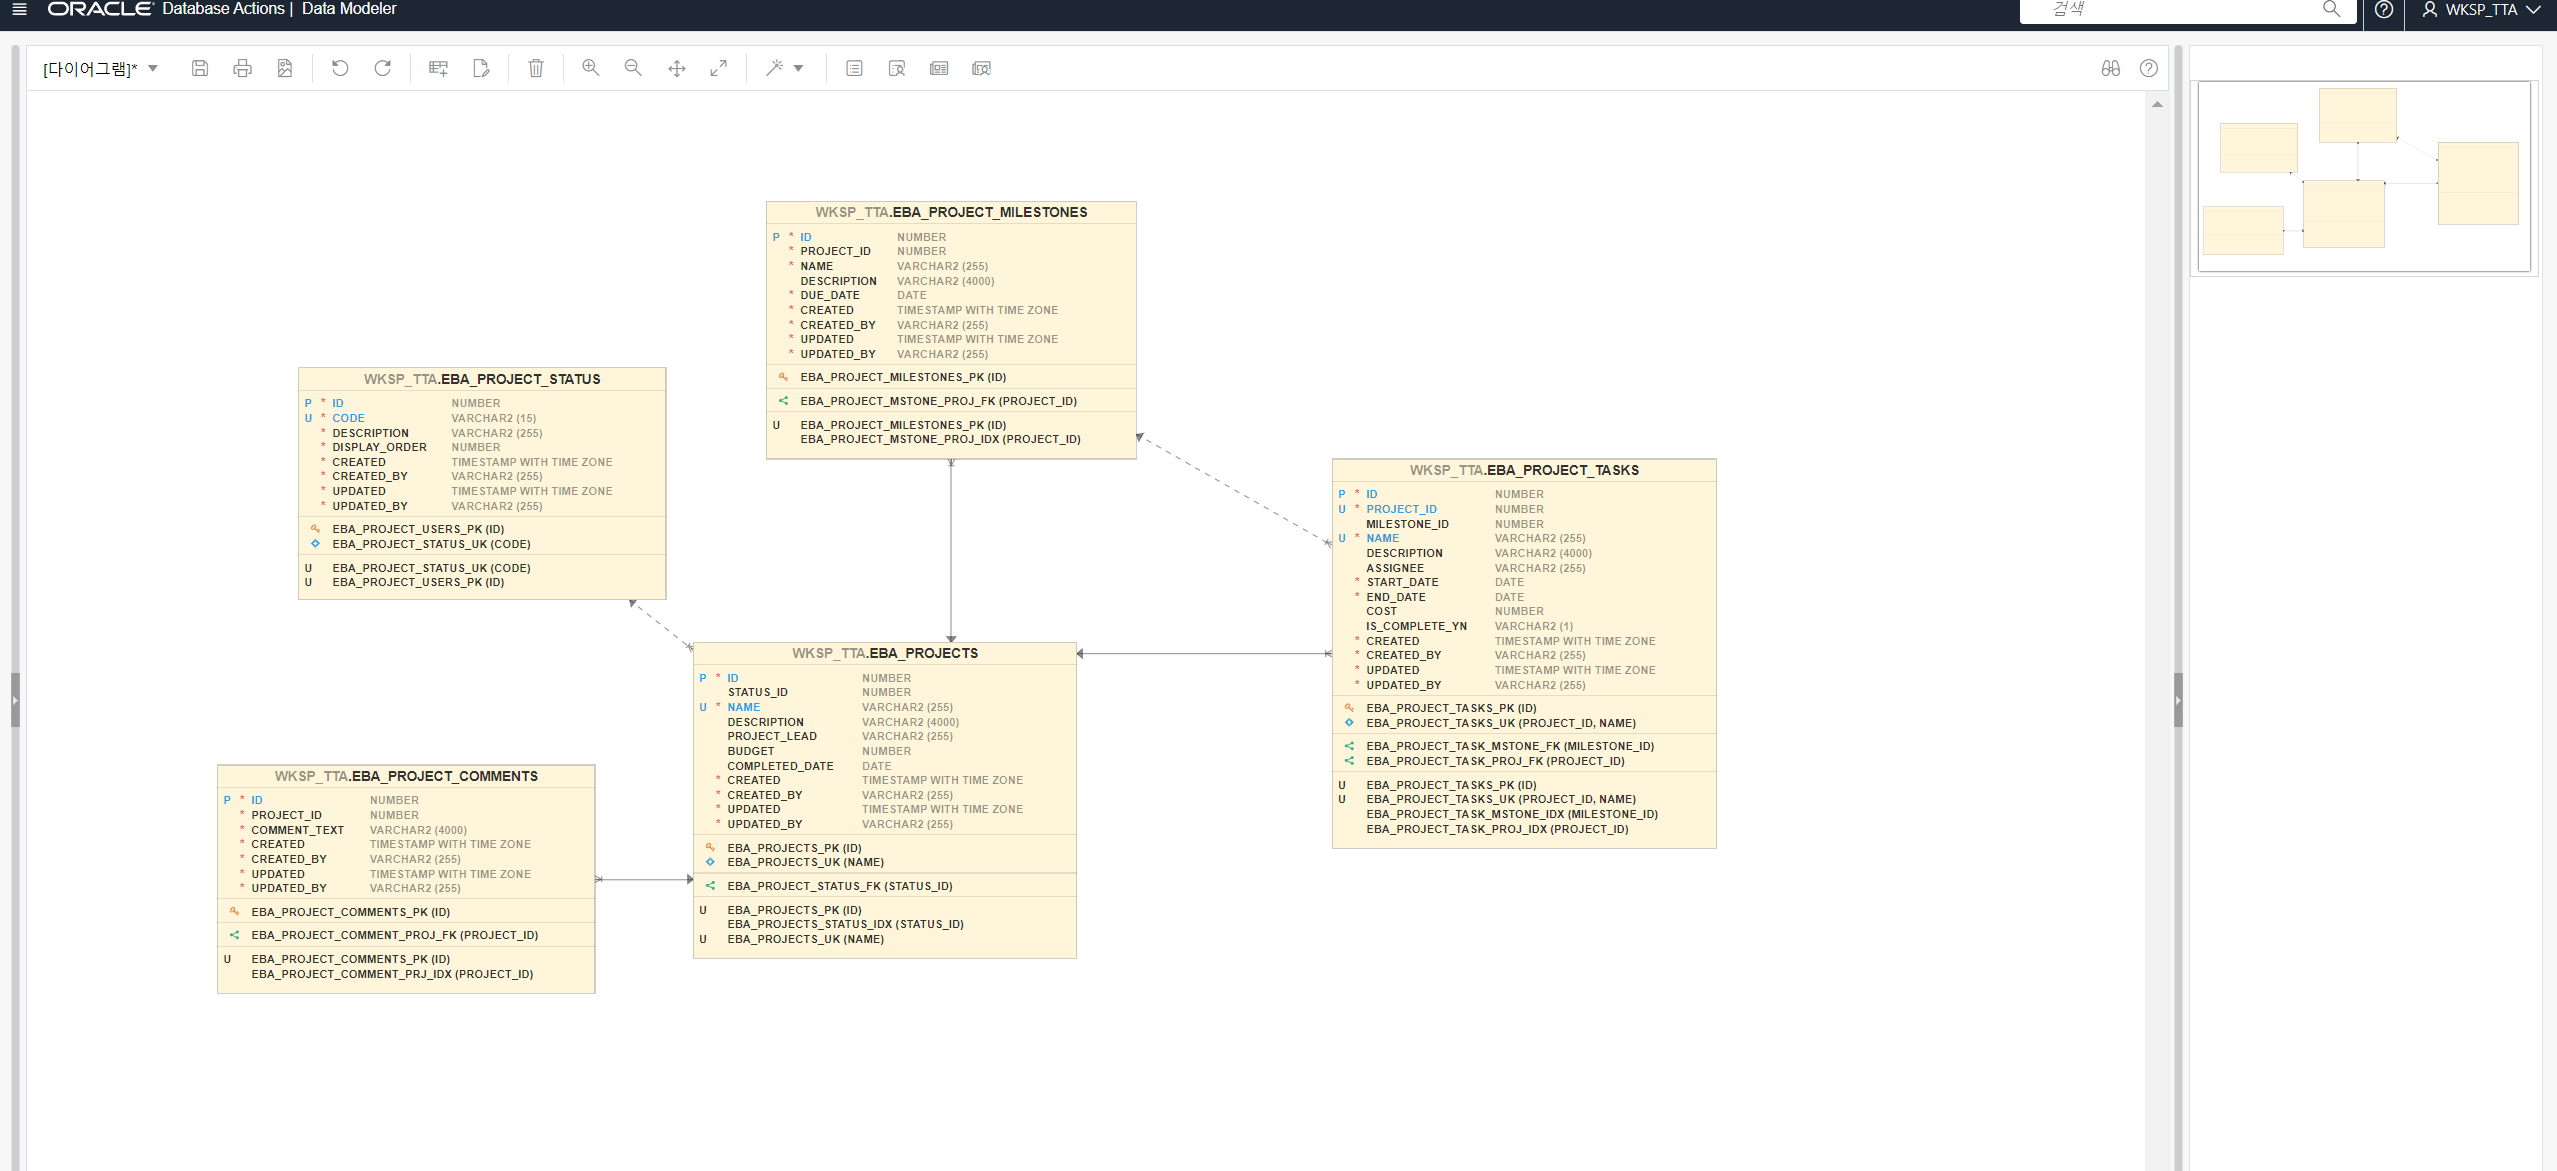 ORACLE Database Actions | Data Modeler
검색
WKSP_TTA
[다이어그램]*
WKSP_TTA.EBA_PROJECT_MILESTONES
P * ID NUMBER
* PROJECT_ID NUMBER
* NAME VARCHAR2 (255)
DESCRIPTION VARCHAR2 (4000)
* DUE_DATE DATE
* CREATED TIMESTAMP WITH TIME ZONE
* CREATED_BY VARCHAR2 (255)
* UPDATED TIMESTAMP WITH TIME ZONE
* UPDATED_BY VARCHAR2 (255)
EBA_PROJECT_MILESTONES_PK (ID)
EBA_PROJECT_MSTONE_PROJ_FK (PROJECT_ID)
U EBA_PROJECT_MILESTONES_PK (ID)
EBA_PROJECT_MSTONE_PROJ_IDX (PROJECT_ID)
WKSP_TTA.EBA_PROJECT_STATUS
P * ID NUMBER
U * CODE VARCHAR2 (15)
* DESCRIPTION VARCHAR2 (255)
* DISPLAY_ORDER NUMBER
* CREATED TIMESTAMP WITH TIME ZONE
* CREATED_BY VARCHAR2 (255)
* UPDATED TIMESTAMP WITH TIME ZONE
* UPDATED_BY VARCHAR2 (255)
EBA_PROJECT_USERS_PK (ID)
EBA_PROJECT_STATUS_UK (CODE)
U EBA_PROJECT_STATUS_UK (CODE)
U EBA_PROJECT_USERS_PK (ID)
WKSP_TTA.EBA_PROJECT_TASKS
P * ID NUMBER
U * PROJECT_ID NUMBER
MILESTONE_ID NUMBER
U * NAME VARCHAR2 (255)
DESCRIPTION VARCHAR2 (4000)
ASSIGNEE VARCHAR2 (255)
* START_DATE DATE
* END_DATE DATE
COST NUMBER
IS_COMPLETE_YN VARCHAR2 (1)
* CREATED TIMESTAMP WITH TIME ZONE
* CREATED_BY VARCHAR2 (255)
* UPDATED TIMESTAMP WITH TIME ZONE
* UPDATED_BY VARCHAR2 (255)
EBA_PROJECT_TASKS_PK (ID)
EBA_PROJECT_TASKS_UK (PROJECT_ID, NAME)
EBA_PROJECT_TASK_MSTONE_FK (MILESTONE_ID)
EBA_PROJECT_TASK_PROJ_FK (PROJECT_ID)
U EBA_PROJECT_TASKS_PK (ID)
U EBA_PROJECT_TASKS_UK (PROJECT_ID, NAME)
EBA_PROJECT_TASK_MSTONE_IDX (MILESTONE_ID)
EBA_PROJECT_TASK_PROJ_IDX (PROJECT_ID)
WKSP_TTA.EBA_PROJECTS
P * ID NUMBER
STATUS_ID NUMBER
U * NAME VARCHAR2 (255)
DESCRIPTION VARCHAR2 (4000)
PROJECT_LEAD VARCHAR2 (255)
BUDGET NUMBER
COMPLETED_DATE DATE
* CREATED TIMESTAMP WITH TIME ZONE
* CREATED_BY VARCHAR2 (255)
* UPDATED TIMESTAMP WITH TIME ZONE
* UPDATED_BY VARCHAR2 (255)
EBA_PROJECTS_PK (ID)
EBA_PROJECTS_UK (NAME)
EBA_PROJECT_STATUS_FK (STATUS_ID)
U EBA_PROJECTS_PK (ID)
EBA_PROJECTS_STATUS_IDX (STATUS_ID)
U EBA_PROJECTS_UK (NAME)
WKSP_TTA.EBA_PROJECT_COMMENTS
P * ID NUMBER
* PROJECT_ID NUMBER
* COMMENT_TEXT VARCHAR2 (4000)
* CREATED TIMESTAMP WITH TIME ZONE
* CREATED_BY VARCHAR2 (255)
* UPDATED TIMESTAMP WITH TIME ZONE
* UPDATED_BY VARCHAR2 (255)
EBA_PROJECT_COMMENTS_PK (ID)
EBA_PROJECT_COMMENT_PROJ_FK (PROJECT_ID)
U EBA_PROJECT_COMMENTS_PK (ID)
EBA_PROJECT_COMMENT_PRJ_IDX (PROJECT_ID)